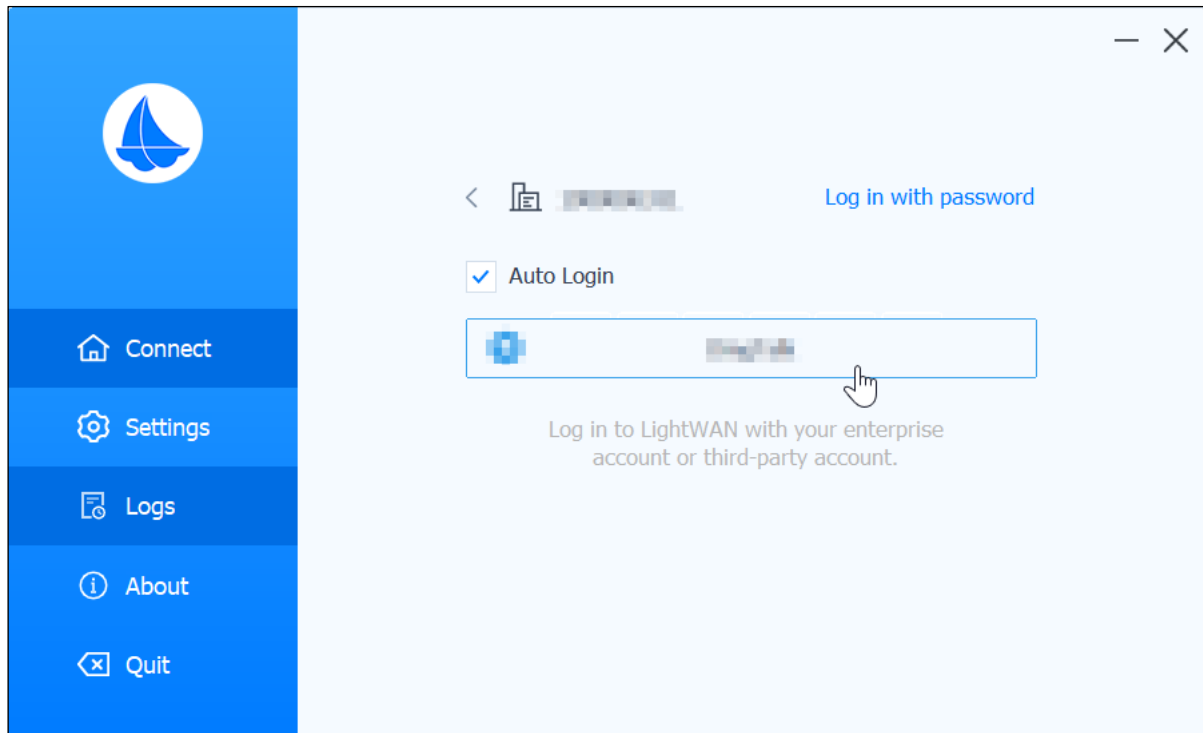 Log in with password
Auto Login
Connect
Settings
Logs
About
Quit
Log in to LightWAN with your enterprise
account or third-party account.